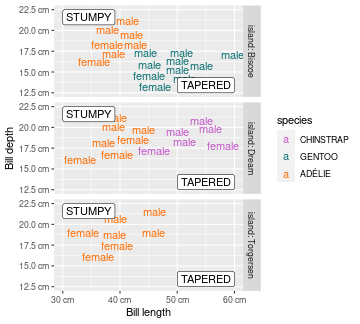 22.5 cm
20.0 cm
17.5 cm
15.0 cm
12.5 cm
STUMPY
male
male
male
female
male
male
female
male
male
male
male
male
male
male
female
female
TAPERED
island: Biscoe
22.5 cm
20.0 cm
17.5 cm
15.0 cm
12.5 cm
STUMPY
male
male
male
male
male
female
female
male
male
male
male
female
female
TAPERED
island: Dream
22.5 cm
20.0 cm
17.5 cm
15.0 cm
12.5 cm
STUMPY
male
male
female
male
male
female
female
TAPERED
island: Torgersen
30 cm
40 cm
50 cm
60 cm
Bill length
Bill depth
species
a CHINSTRAP
a GENTOO
a ADÉLIE